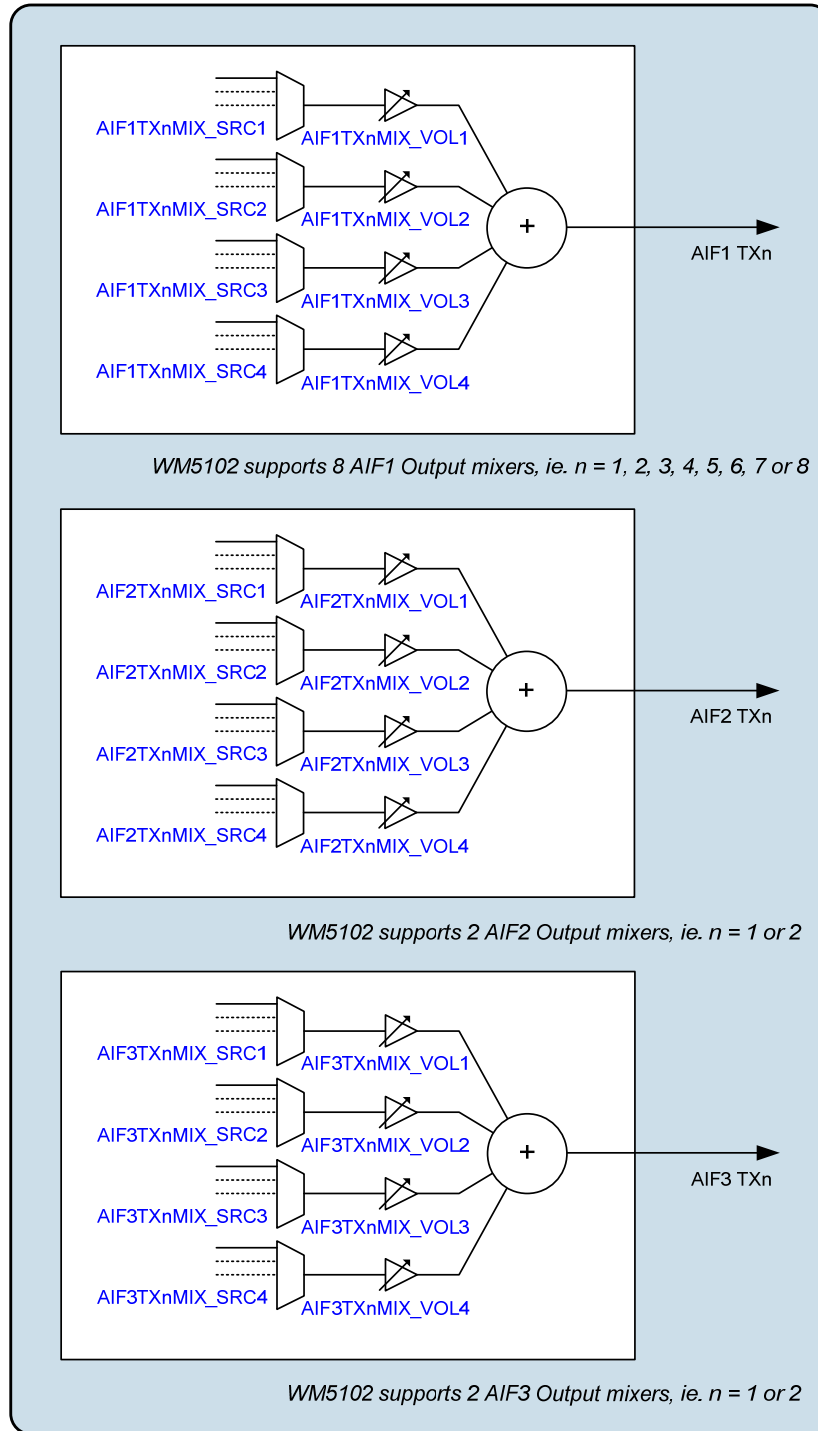 AIF1TXnMIX_SRC1
AIF1TXnMIX_VOL1
AIF1TXnMIX_SRC2
AIF1TXnMIX_VOL2
+
AIF1 TXn
AIF1TXnMIX_SRC3
AIF1TXnMIX_VOL3
AIF1TXnMIX_SRC4
AIF1TXnMIX_VOL4
WM5102 supports 8 AIF1 Output mixers, ie. n = 1, 2, 3, 4, 5, 6, 7 or 8
AIF2TXnMIX_SRC1
AIF2TXnMIX_VOL1
AIF2TXnMIX_SRC2
AIF2TXnMIX_VOL2
+
AIF2 TXn
AIF2TXnMIX_SRC3
AIF2TXnMIX_VOL3
AIF2TXnMIX_SRC4
AIF2TXnMIX_VOL4
WM5102 supports 2 AIF2 Output mixers, ie. n = 1 or 2
AIF3TXnMIX_SRC1
AIF3TXnMIX_VOL1
AIF3TXnMIX_SRC2
AIF3TXnMIX_VOL2
+
AIF3 TXn
AIF3TXnMIX_SRC3
AIF3TXnMIX_VOL3
AIF3TXnMIX_SRC4
AIF3TXnMIX_VOL4
WM5102 supports 2 AIF3 Output mixers, ie. n = 1 or 2